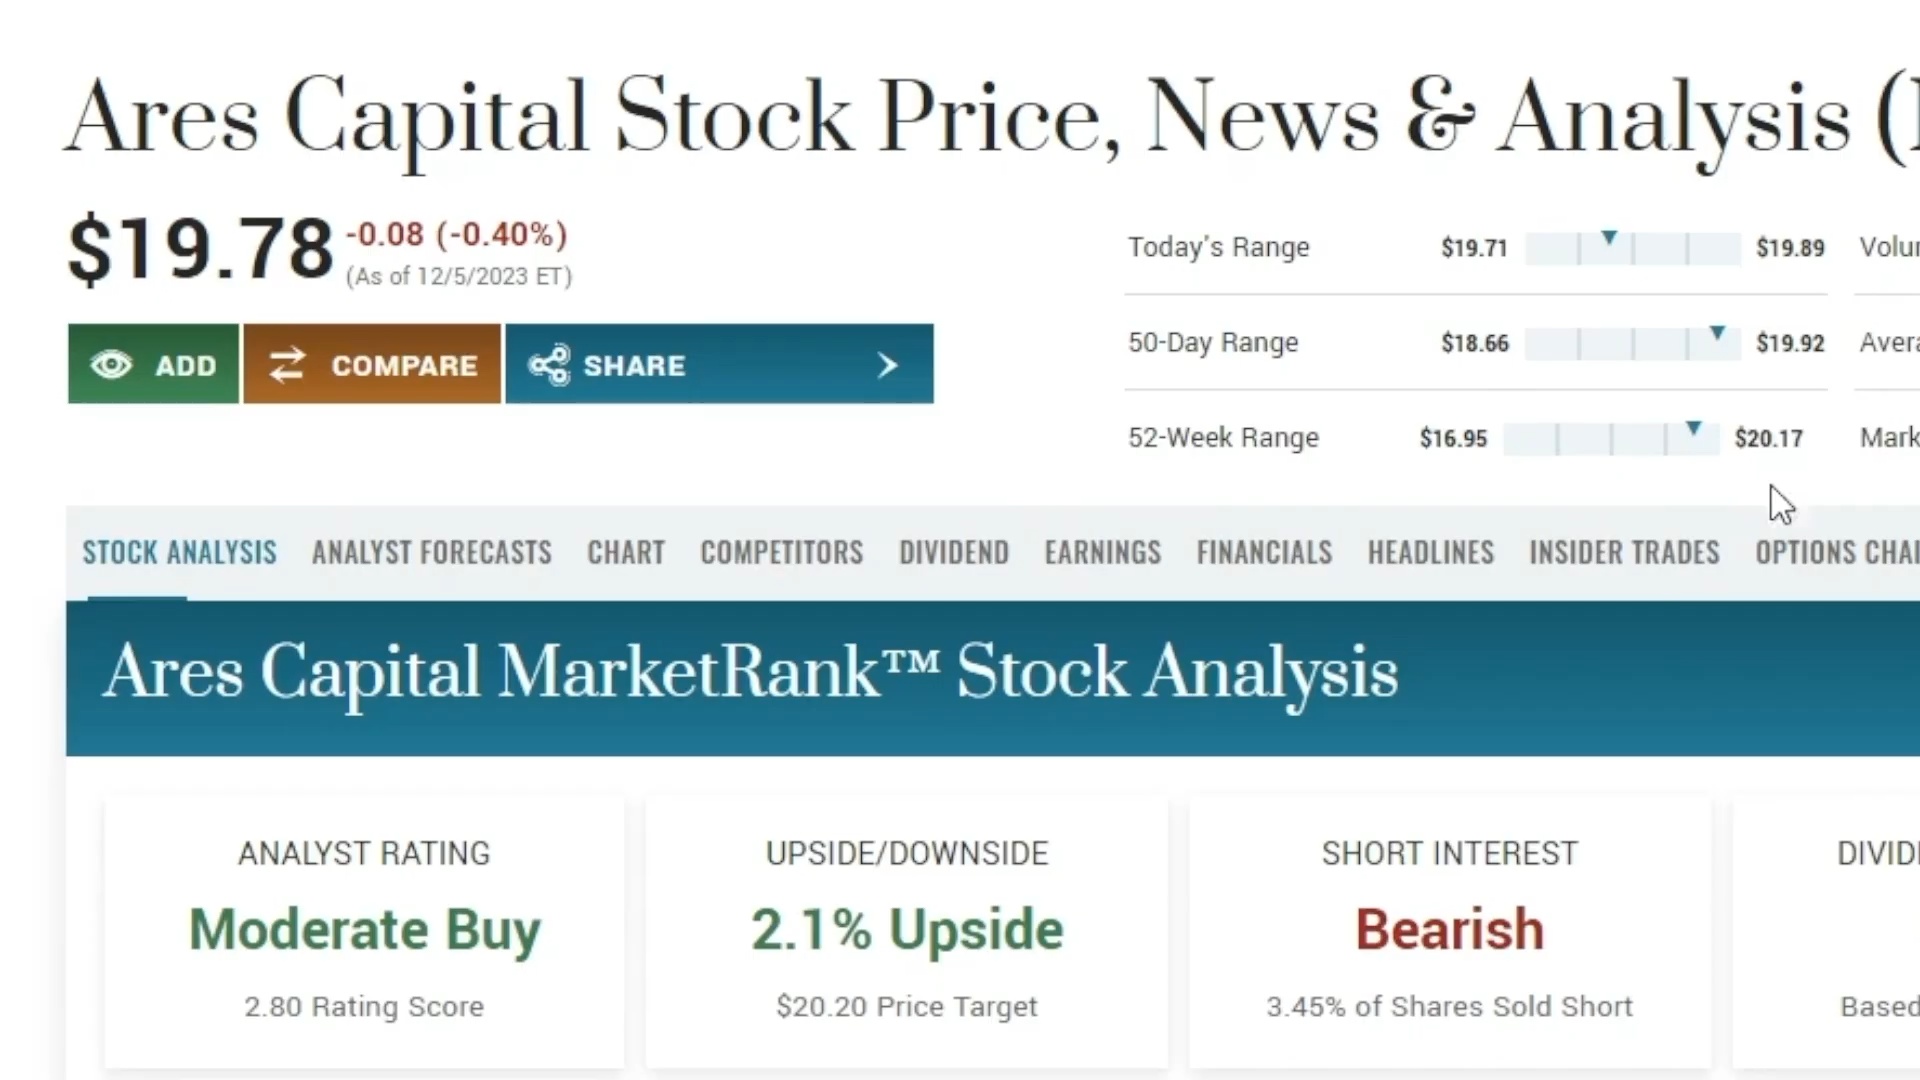 Ares Capital Stock Price, News & Analysis (
$19.78 -0.08 (-0.40%)
(As of 12/5/2023 ET)
ADD COMPARE SHARE
Today's Range $19.71 $19.89
50-Day Range $18.66 $19.92
52-Week Range $16.95 $20.17
STOCK ANALYSIS ANALYST FORECASTS CHART COMPETITORS DIVIDEND EARNINGS FINANCIALS HEADLINES INSIDER TRADES OPTIONS CHAI
Ares Capital MarketRank™ Stock Analysis
ANALYST RATING
Moderate Buy
2.80 Rating Score
UPSIDE/DOWNSIDE
2.1% Upside
$20.20 Price Target
SHORT INTEREST
Bearish
3.45% of Shares Sold Short
DIVID
Based